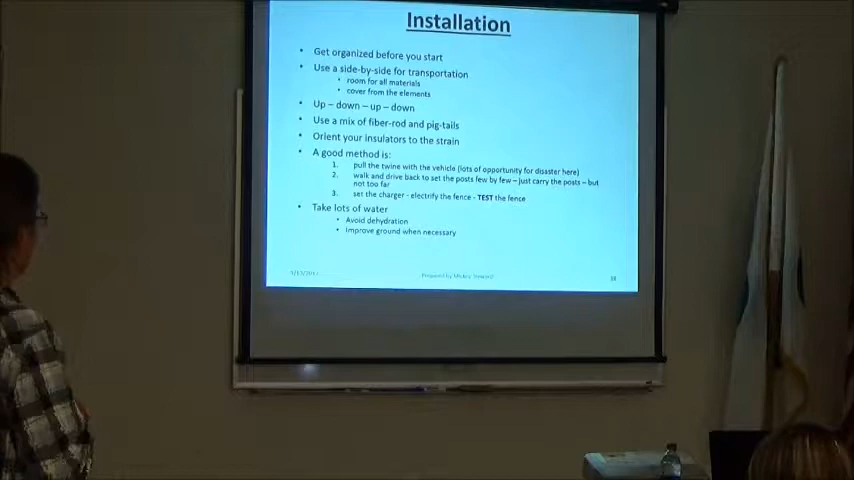 Installation
• Get organized before you start
• Use a side-by-side for transportation
• room for all materials
• cover from the elements
• Up – down – up – down
• Use a mix of fiber-rod and pig-tails
• Orient your insulators to the strain
• A good method is:
1. pull the twine with the vehicle (lots of opportunity for disaster here)
2. walk and drive back to set the posts few by few – just carry the posts – but
not too far
3. set the charger - electrify the fence - TEST the fence
• Take lots of water
• Avoid dehydration
• Improve ground when necessary
Prepared by